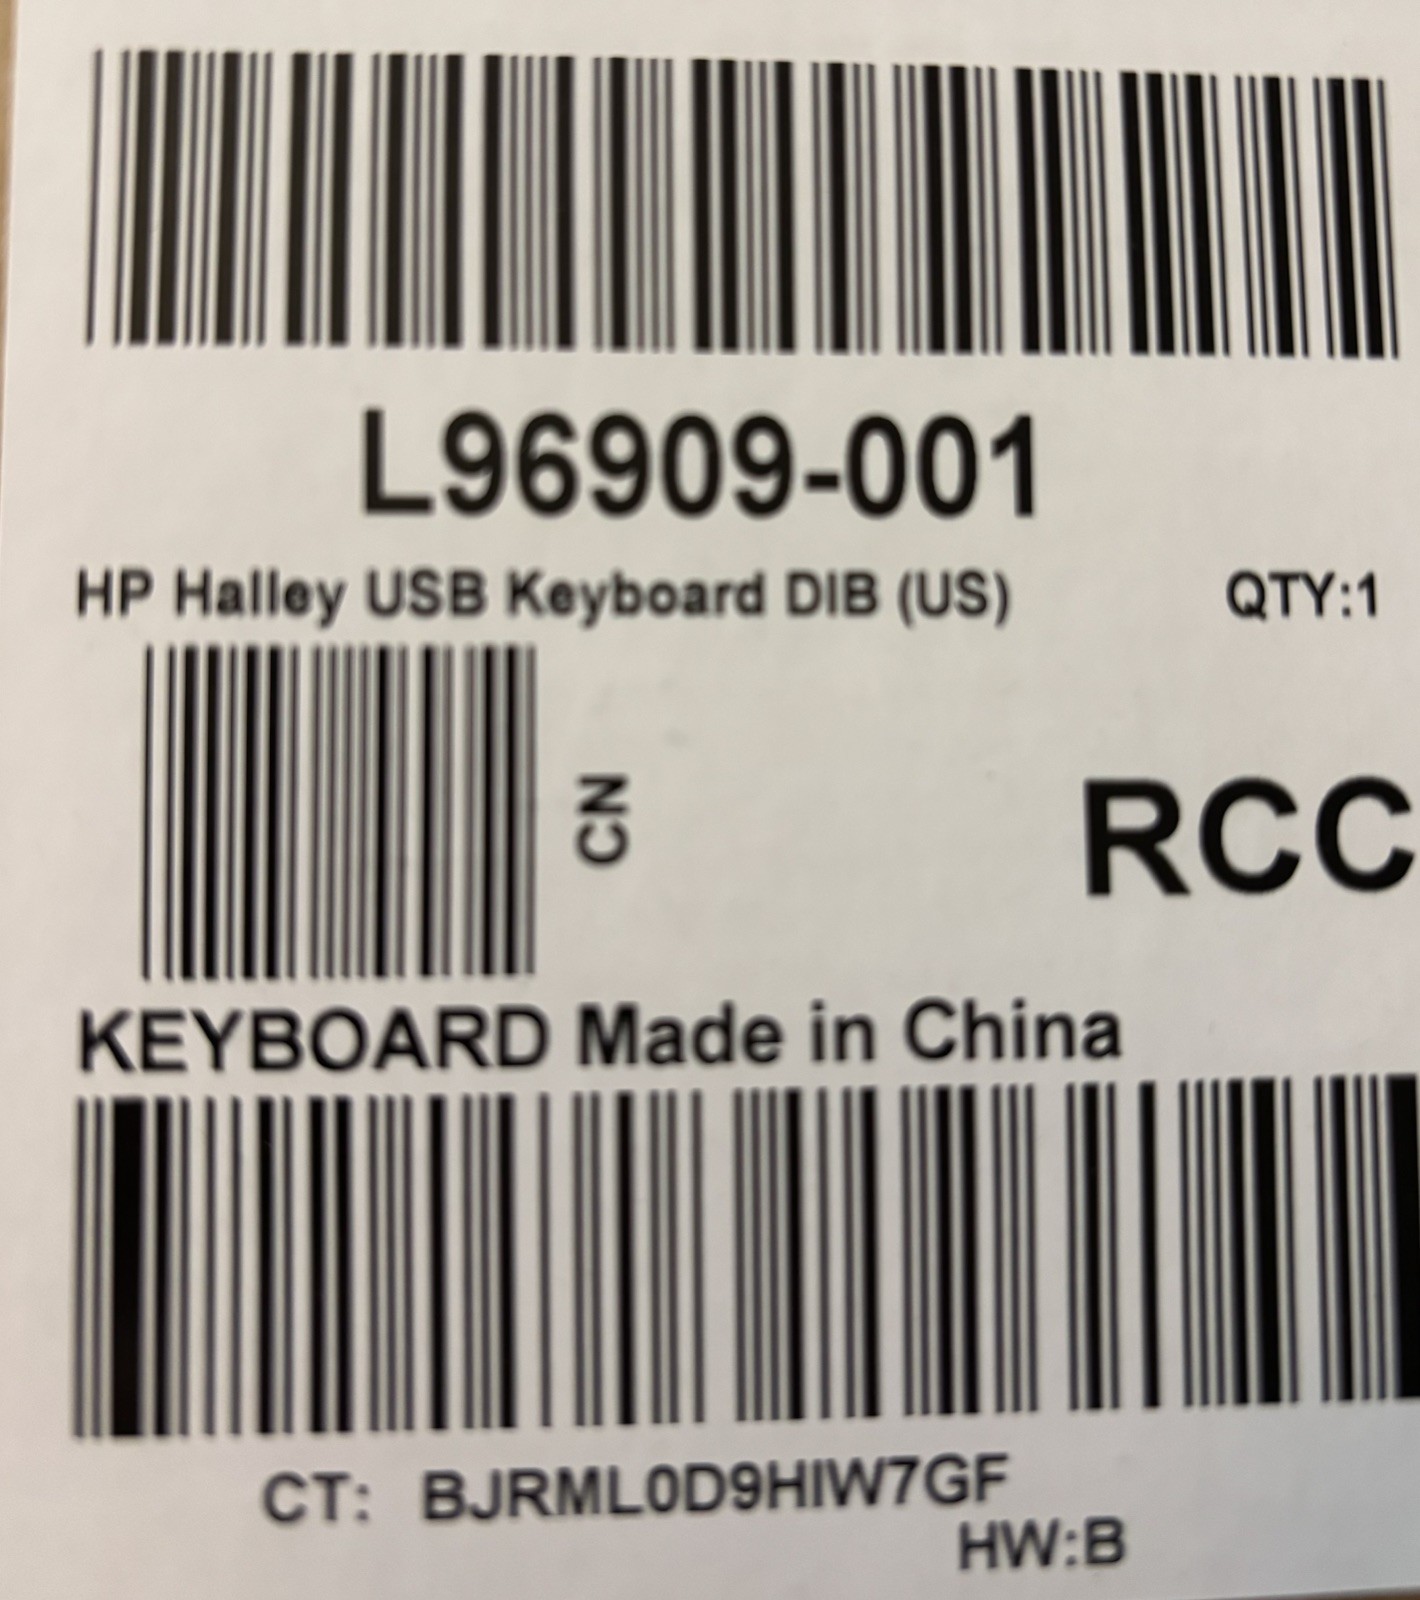 L96909-001
HP Halley USB Keyboard DIB (US) QTY:1
CN
RCC
KEYBOARD Made in China
CT: BJRML0D9HIW7GF
HW:B